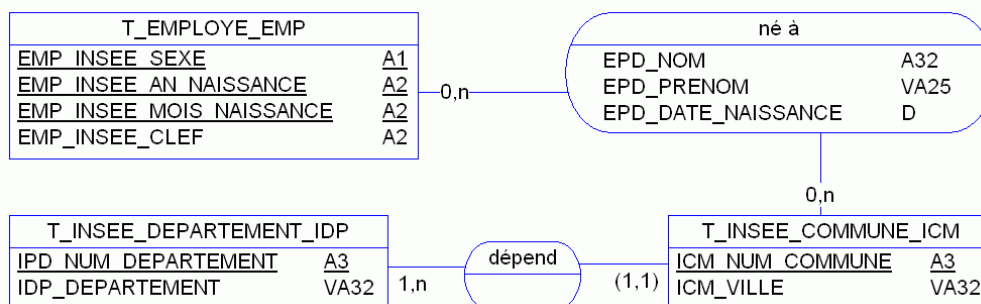 T_EMPLOYE_EMP
EMP_INSEE_SEXE A1
EMP_INSEE_AN_NAISSANCE A2
EMP_INSEE_MOIS_NAISSANCE A2
EMP_INSEE_CLEF A2
0,n
né à
EPD_NOM A32
EPD_PRENOM VA25
EPD_DATE_NAISSANCE D
0,n
T_INSEE_DEPARTEMENT_IDP
IPD_NUM_DEPARTEMENT A3
IDP_DEPARTEMENT VA32
1,n
dépend
(1,1)
T_INSEE_COMMUNE_ICM
ICM_NUM_COMMUNE A3
ICM_VILLE VA32